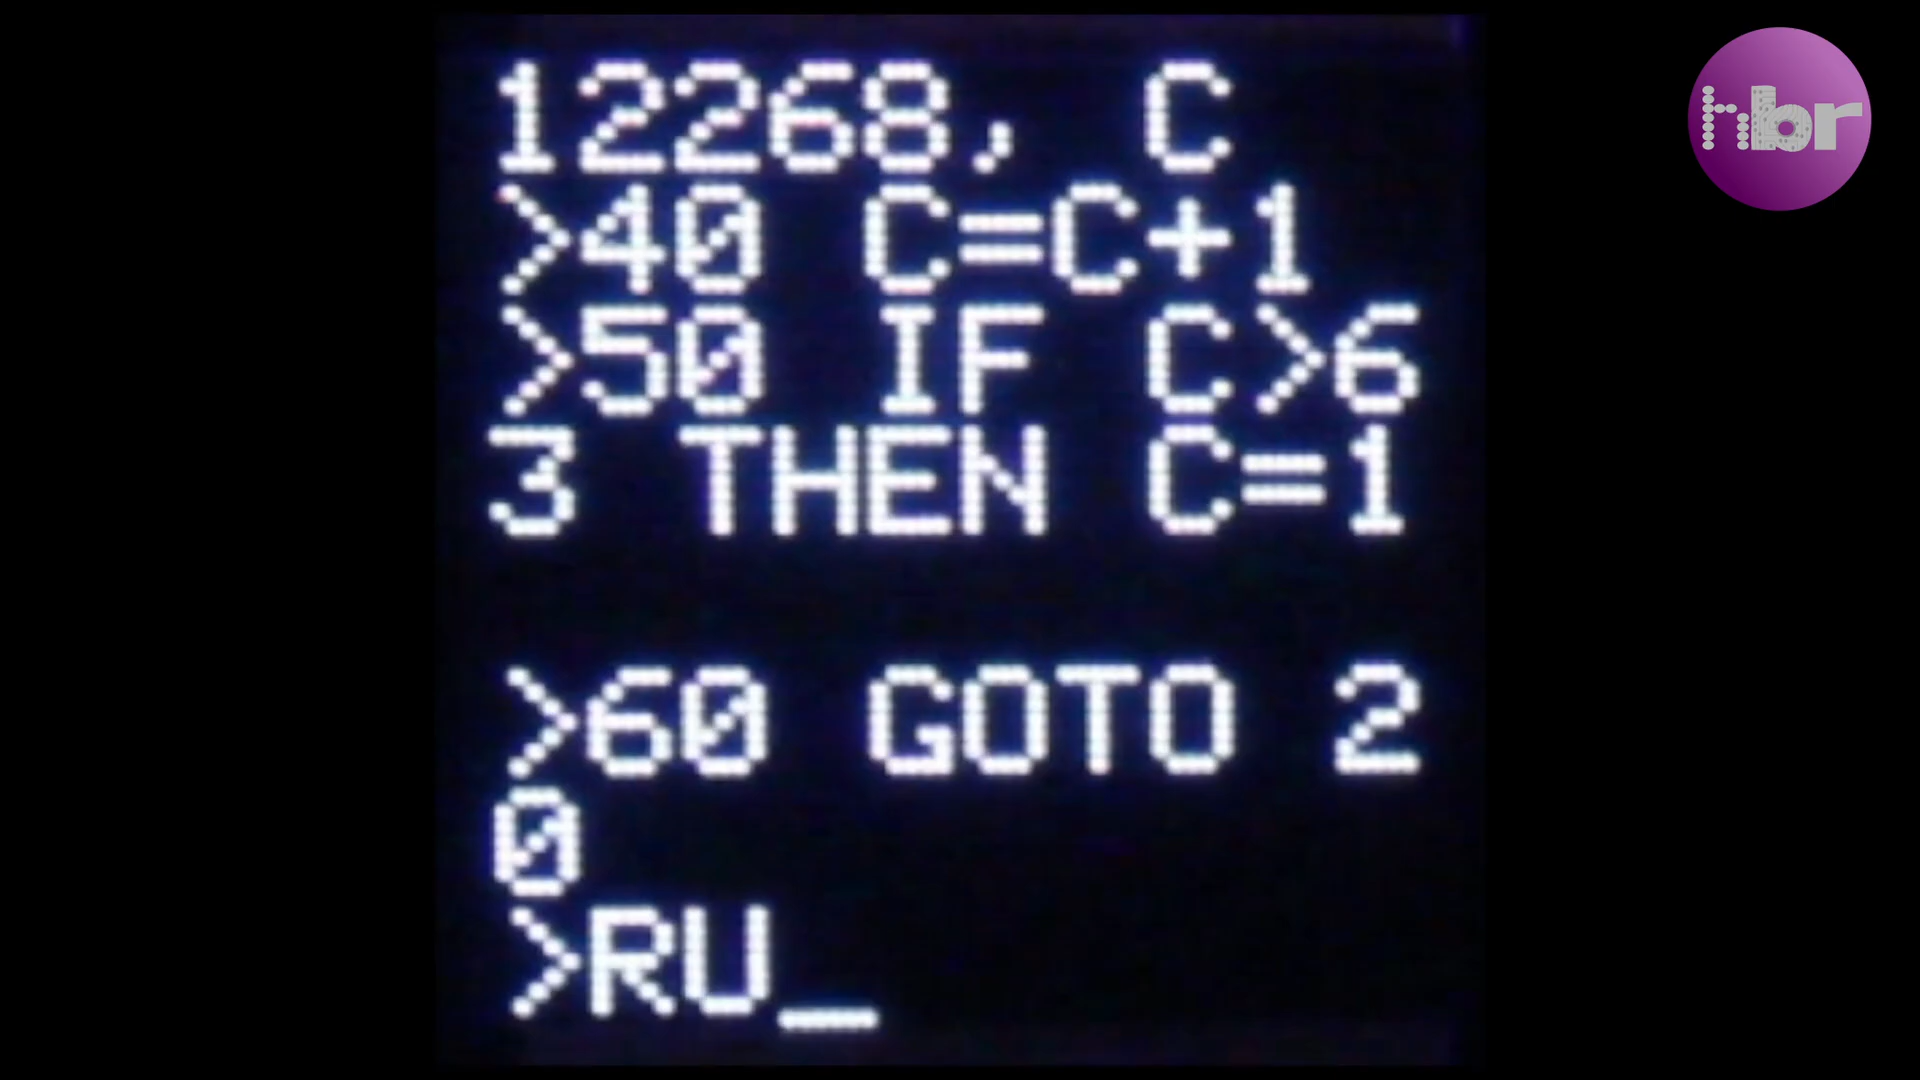 12268, C
>40 C=C+1
>50 IF C>6
3 THEN C=1
>60 GOTO 2
0
>RU_
hbr